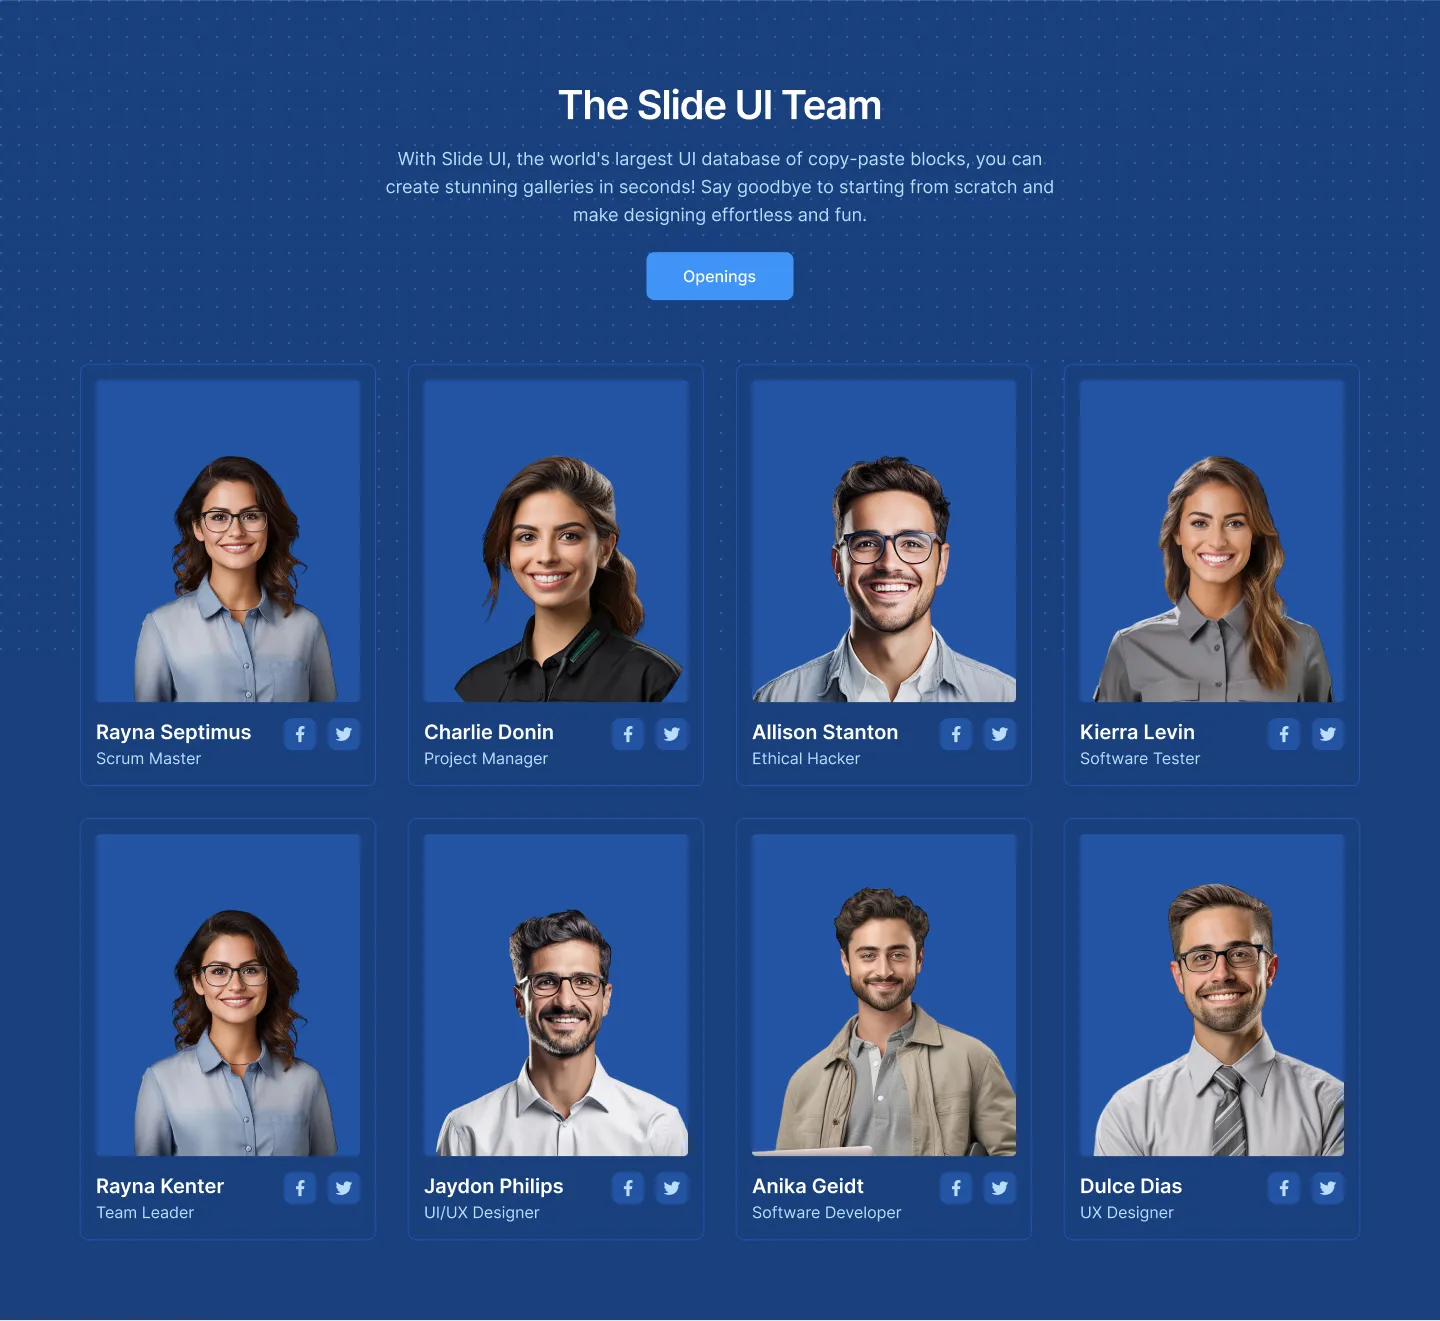 The Slide UI Team
With Slide UI, the world's largest UI database of copy-paste blocks, you can
create stunning galleries in seconds! Say goodbye to starting from scratch and
make designing effortless and fun.
Openings
Rayna Septimus
Scrum Master
Charlie Donin
Project Manager
Allison Stanton
Ethical Hacker
Kierra Levin
Software Tester
Rayna Kenter
Team Leader
Jaydon Philips
UI/UX Designer
Anika Geidt
Software Developer
Dulce Dias
UX Designer